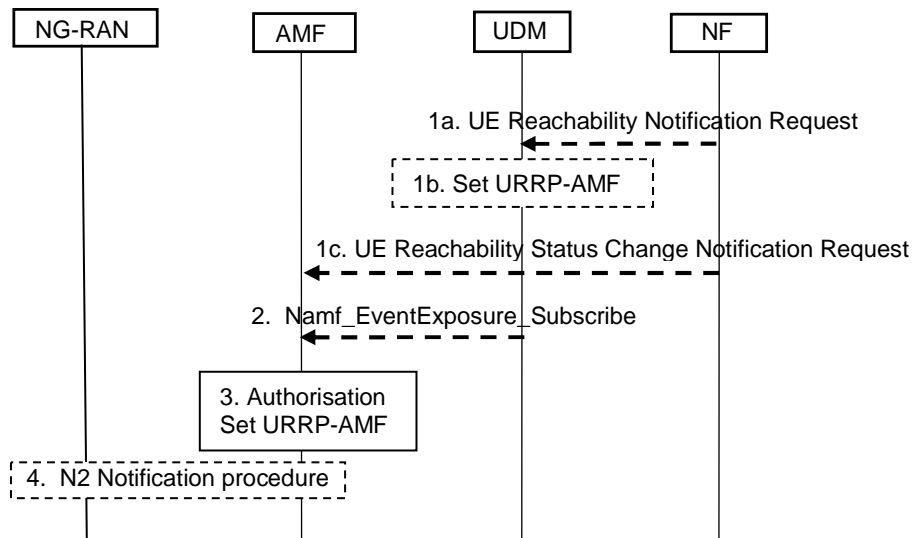 NG-RAN
AMF
UDM
NF
1a. UE Reachability Notification Request
1b. Set URRP-AMF
1c. UE Reachability Status Change Notification Request
2. Namf_EventExposure_Subscribe
3. Authorisation
Set URRP-AMF
4. N2 Notification procedure